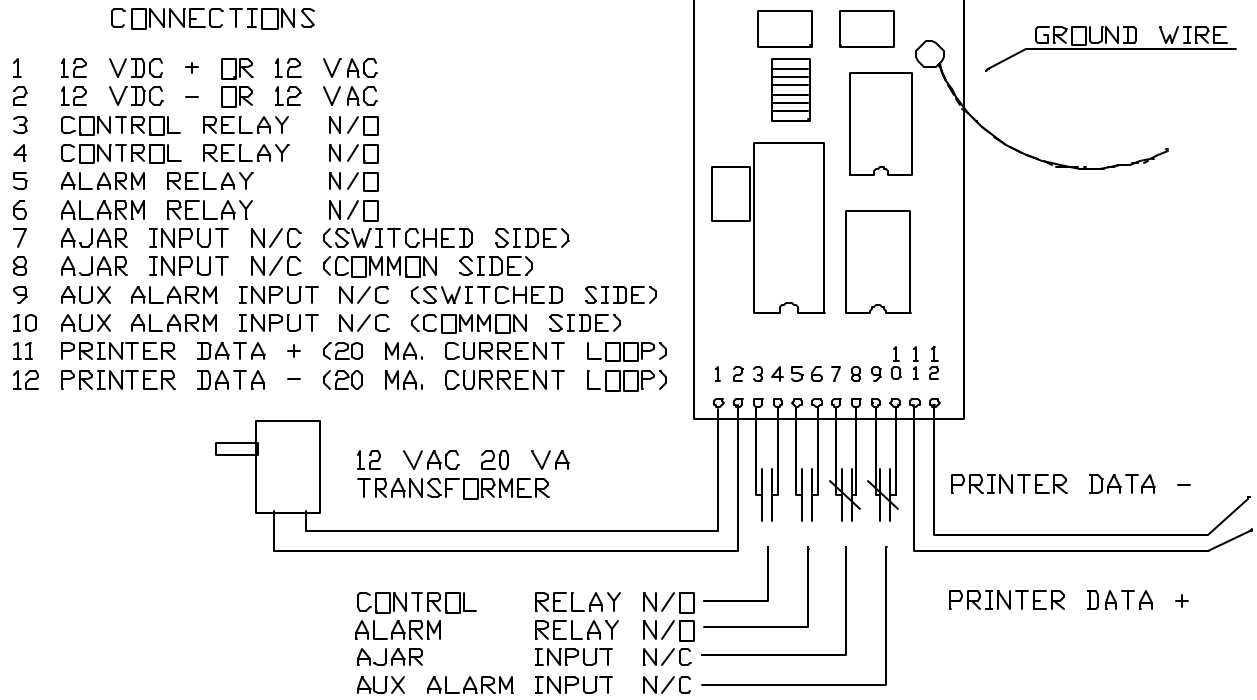 CONNECTIONS
1 12 VDC + OR 12 VAC
2 12 VDC - OR 12 VAC
3 CONTROL RELAY N/O
4 CONTROL RELAY N/O
5 ALARM RELAY N/O
6 ALARM RELAY N/O
7 AJAR INPUT N/C (SWITCHED SIDE)
8 AJAR INPUT N/C (COMMON SIDE)
9 AUX ALARM INPUT N/C (SWITCHED SIDE)
10 AUX ALARM INPUT N/C (COMMON SIDE)
11 PRINTER DATA + (20 MA. CURRENT LOOP)
12 PRINTER DATA - (20 MA. CURRENT LOOP)
GROUND WIRE
1 2 3 4 5 6 7 8 9 10 11 12
12 VAC 20 VA
TRANSFORMER
PRINTER DATA -
PRINTER DATA +
CONTROL RELAY N/O
ALARM RELAY N/O
AJAR INPUT N/C
AUX ALARM INPUT N/C